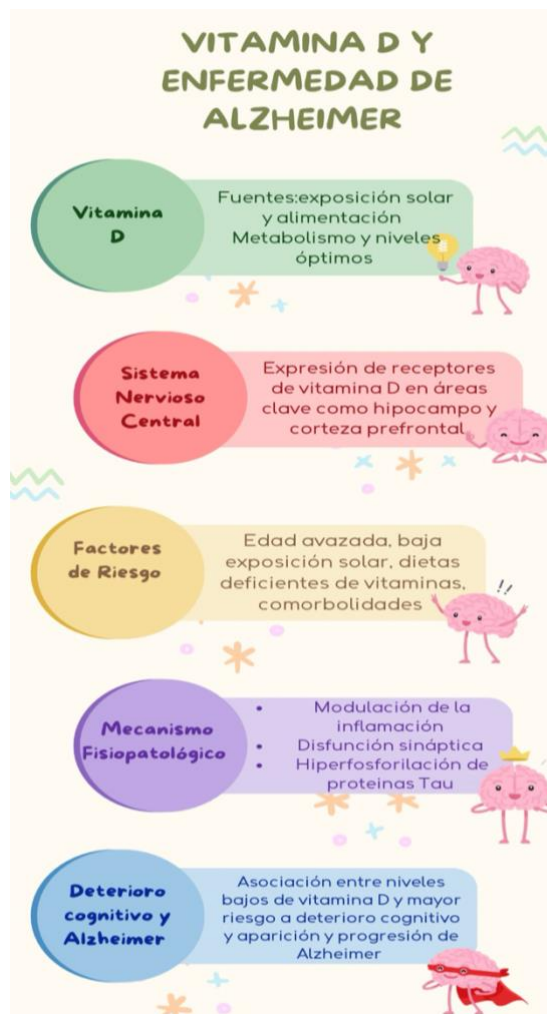 VITAMINA D Y
ENFERMEDAD DE
ALZHEIMER
Vitamina
D
Fuentes:exposición solar
y alimentación
Metabolismo y niveles
óptimos
Sistema
Nervioso
Central
Expresión de receptores
de vitamina D en áreas
clave como hipocampo y
corteza prefrontal
Factores
de Riesgo
Edad avazada, baja
exposición solar, dietas
deficientes de vitaminas,
comorbolidades
!!
Mecanismo
Fisiopatológico
• Modulación de la
inflamación
• Disfunción sináptica
• Hiperfosforilación de
proteinas Tau
Deterioro
cognitivo y
Alzheimer
Asociación entre niveles
bajos de vitamina D y mayor
riesgo a deterioro cognitivo
y aparición y progresión de
Alzheimer